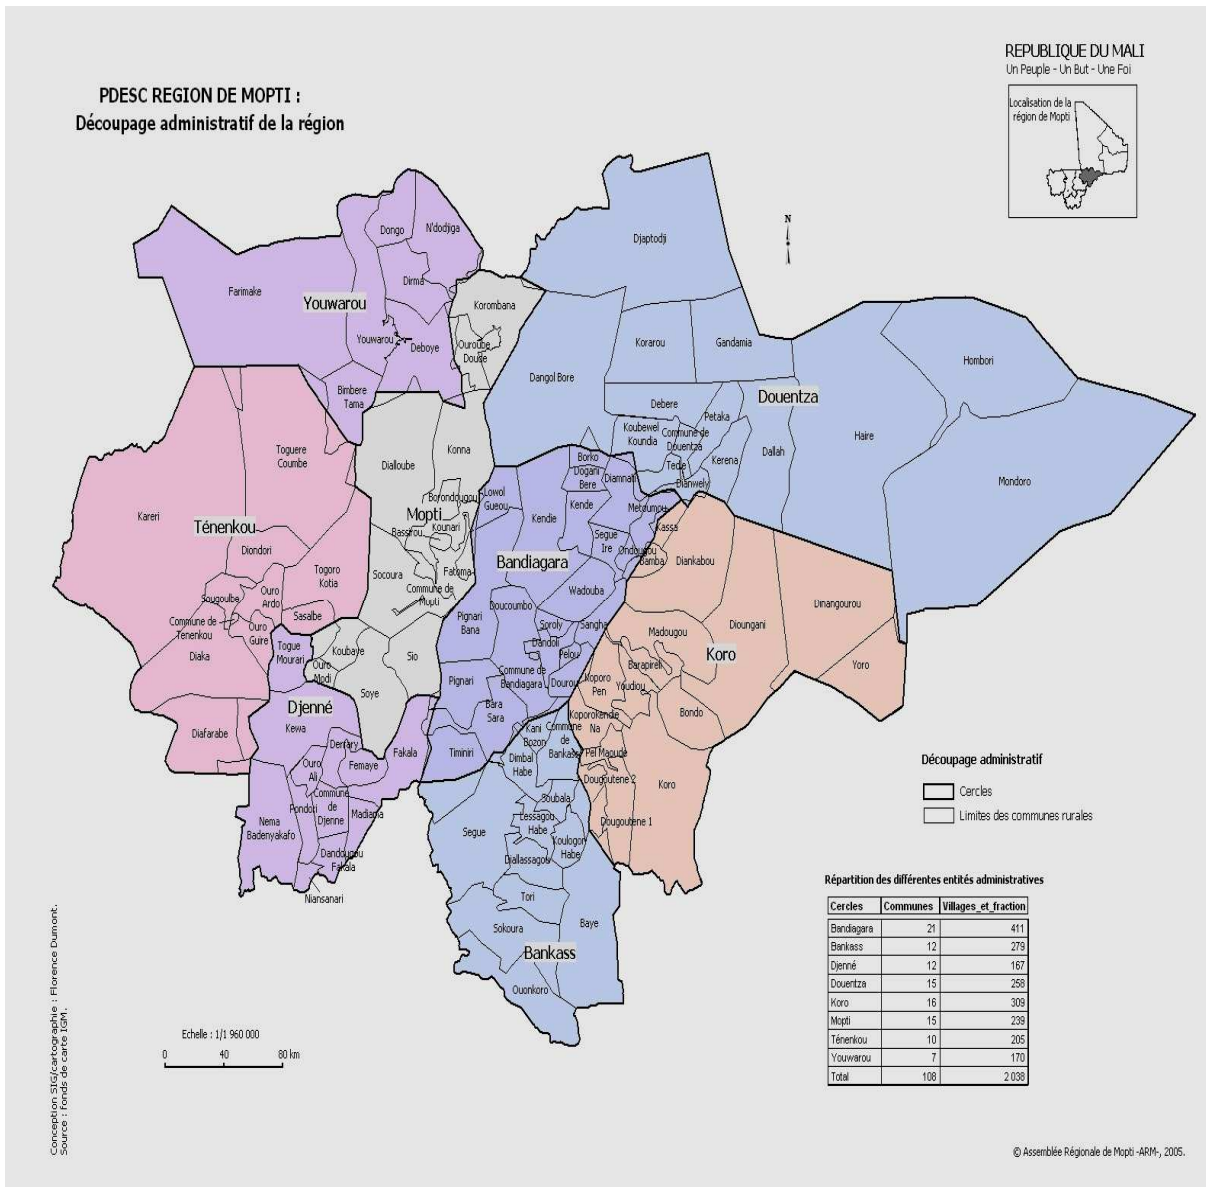 REPUBLIQUE DU MALI
Un Peuple - Un But - Une Foi
Localisation de la
région de Mopti
PDESC REGION DE MOPTI :
Découpage administratif de la région
N
Dongo
N'dodjiga
Djaptodji
Dirma
Farimake
Youwarou
Korombana
Youwarou
Deboye
Ouroube
Doude
Korarou
Gandamia
Hombori
Dangol Bore
Bimbere
Tama
Douentza
Debere
Petaka
Koubewel
Koundia
Commune de
Douentza
Haire
Toguere
Coumbe
Konna
Dialloube
Borko
Dogani
Bere
Diamnati
Tedie
Kerena
Dallah
Dianwely
Mondoro
Kareri
Ténenkou
Borondougou
Lowol
Gueou
Mopti
Kounari
Bassirou
Kendie
Kende
Metoumou
Kassa
Segue
Ire
Ondougou
Bamba
Diankabou
Diondori
Bandiagara
Togoro
Kotia
Socoura
Fatoma
Commune de
Mopti
Wadouba
Sougoulbe
Ouro
Ardo
Doucoumbo
Dinangourou
Sasalbe
Commune de
Tenenkou
Ouro
Guire
Pignari
Bana
Soroly
Sangha
Madougou
Dioungani
Dandoli
Pelou
Koro
Diaka
Togue
Mourari
Koubaye
Sio
Ouro
Modi
Barapireli
Yoro
Koporo
Pen
Youdiou
Commune de
Bandiagara
Dourou
Pignari
Soye
Djenné
Bara
Sara
Bondo
Koporokendie
Na
Diafarabe
Kewa
Kani
Bozon
Commune
de
Bankass
Derrary
Fakala
Timiniri
Pel Maoude
Ouro
Ali
Femaye
Dimbal
Habe
Dougoutene 2
Koro
Pondori
Commune
de
Djenne
Madiama
Soubala
Lessagou
Habe
Dougoutene 1
Nema
Badenyakafo
Segue
Koulogon
Habe
Dandougou
Fakala
Diallassagou
Niansanari
Tori
Sokoura
Baye
Bankass
Ouonkoro
Découpage administratif
Cercles
Limites des communes rurales
Répartition des différentes entités administratives
Cercles Communes Villages_et_fraction
Bandiagara 21 411
Bankass 12 279
Djenné 12 167
Douentza 15 258
Koro 16 309
Mopti 15 239
Ténenkou 10 205
Youwarou 7 170
Total 108 2 038
Echelle : 1/1 960 000
0 80 km
Conception SIG/cartographie : Florence Dumont.
Source : fonds de carte IGM.
© Assemblée Régionale de Mopti -ARM-, 2005.